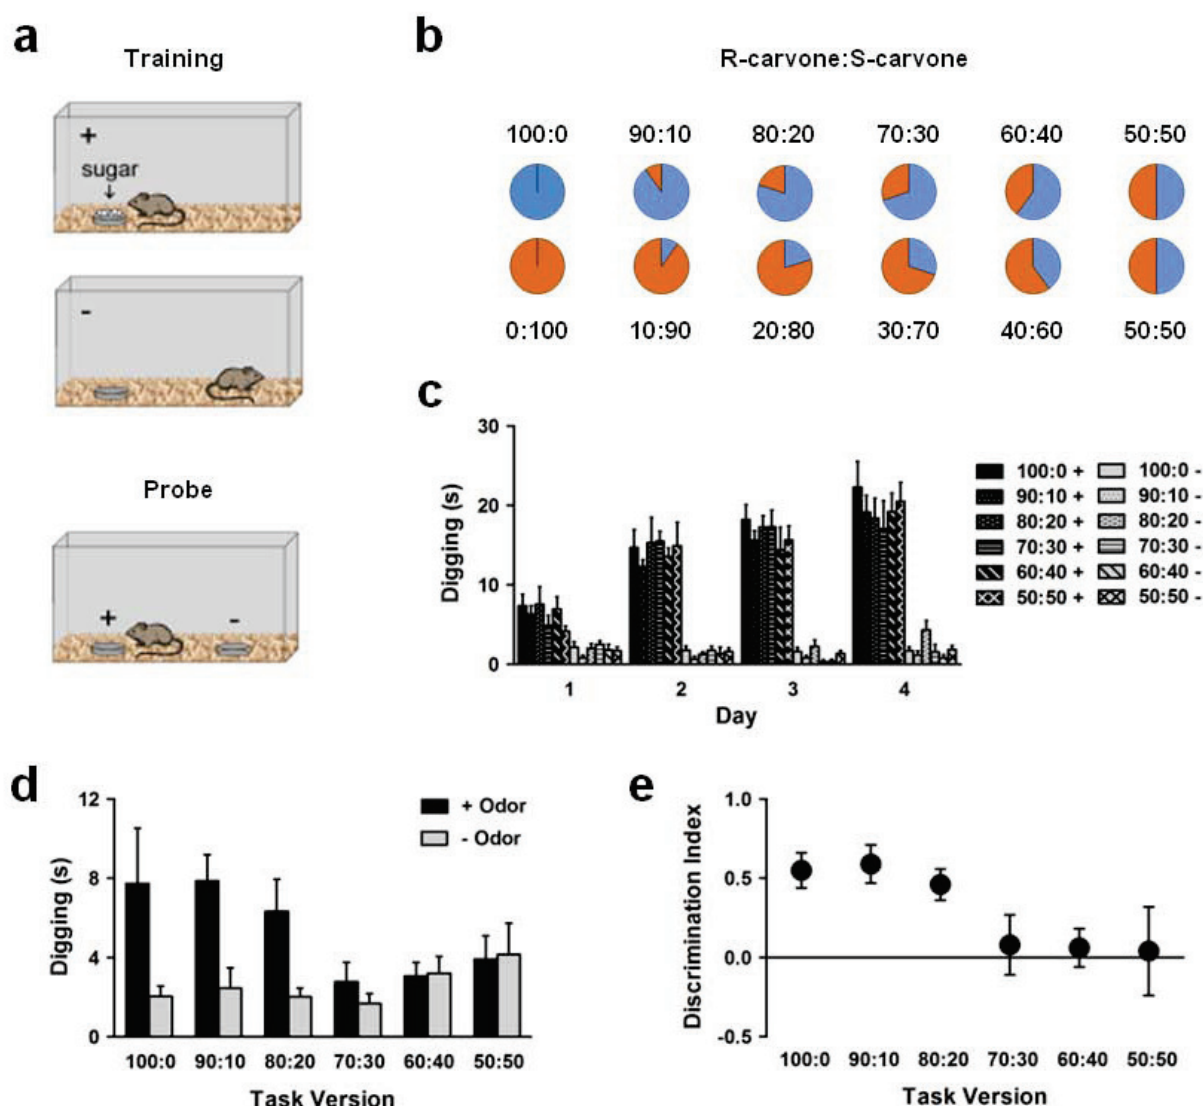 a
Training
+
sugar
-
Probe
+ -
b
R-carvone:S-carvone
100:0 90:10 80:20 70:30 60:40 50:50
0:100 10:90 20:80 30:70 40:60 50:50
c
30
20
10
0
Digging (s)
1 2 3 4
Day
100:0 + 100:0 -
90:10 + 90:10 -
80:20 + 80:20 -
70:30 + 70:30 -
60:40 + 60:40 -
50:50 + 50:50 -
d
12
8
4
0
Digging (s)
+ Odor
- Odor
100:0 90:10 80:20 70:30 60:40 50:50
Task Version
e
1.0
0.5
0.0
-0.5
Discrimination Index
100:0 90:10 80:20 70:30 60:40 50:50
Task Version